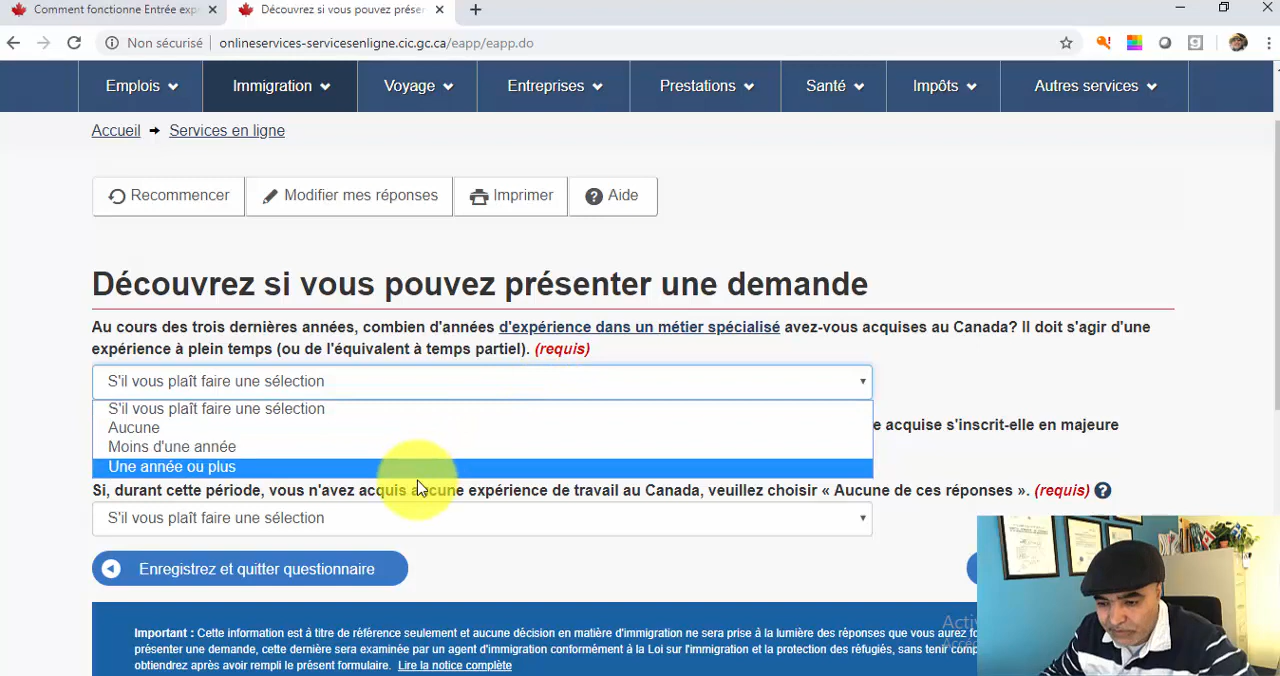 Comment fonctionne Entrée exp
Découvrez si vous pouvez présen
Non sécurisé
onlineservices-servicesenligne.cic.gc.ca/eapp/eapp.do
Emplois
Immigration
Voyage
Entreprises
Prestations
Santé
Impôts
Autres services
Accueil
Services en ligne
Recommencer
Modifier mes réponses
Imprimer
Aide
Découvrez si vous pouvez présenter une demande
Au cours des trois dernières années, combien d'années d'expérience dans un métier spécialisé avez-vous acquises au Canada? Il doit s'agir d'une
expérience à plein temps (ou de l'équivalent à temps partiel). (requis)
S'il vous plaît faire une sélection
S'il vous plaît faire une sélection
Aucune
e acquise s'inscrit-elle en majeure
Moins d'une année
Une année ou plus
Si, durant cette période, vous n'avez acquis aucune expérience de travail au Canada, veuillez choisir « Aucune de ces réponses ». (requis)
S'il vous plaît faire une sélection
Enregistrez et quitter questionnaire
Important : Cette information est à titre de référence seulement et aucune décision en matière d'immigration ne sera prise à la lumière des réponses que vous aurez fo
présenter une demande, cette dernière sera examinée par un agent d'immigration conformément à la Loi sur l'immigration et la protection des réfugiés, sans tenir comp
obtiendrez après avoir rempli le présent formulaire. Lire la notice complète